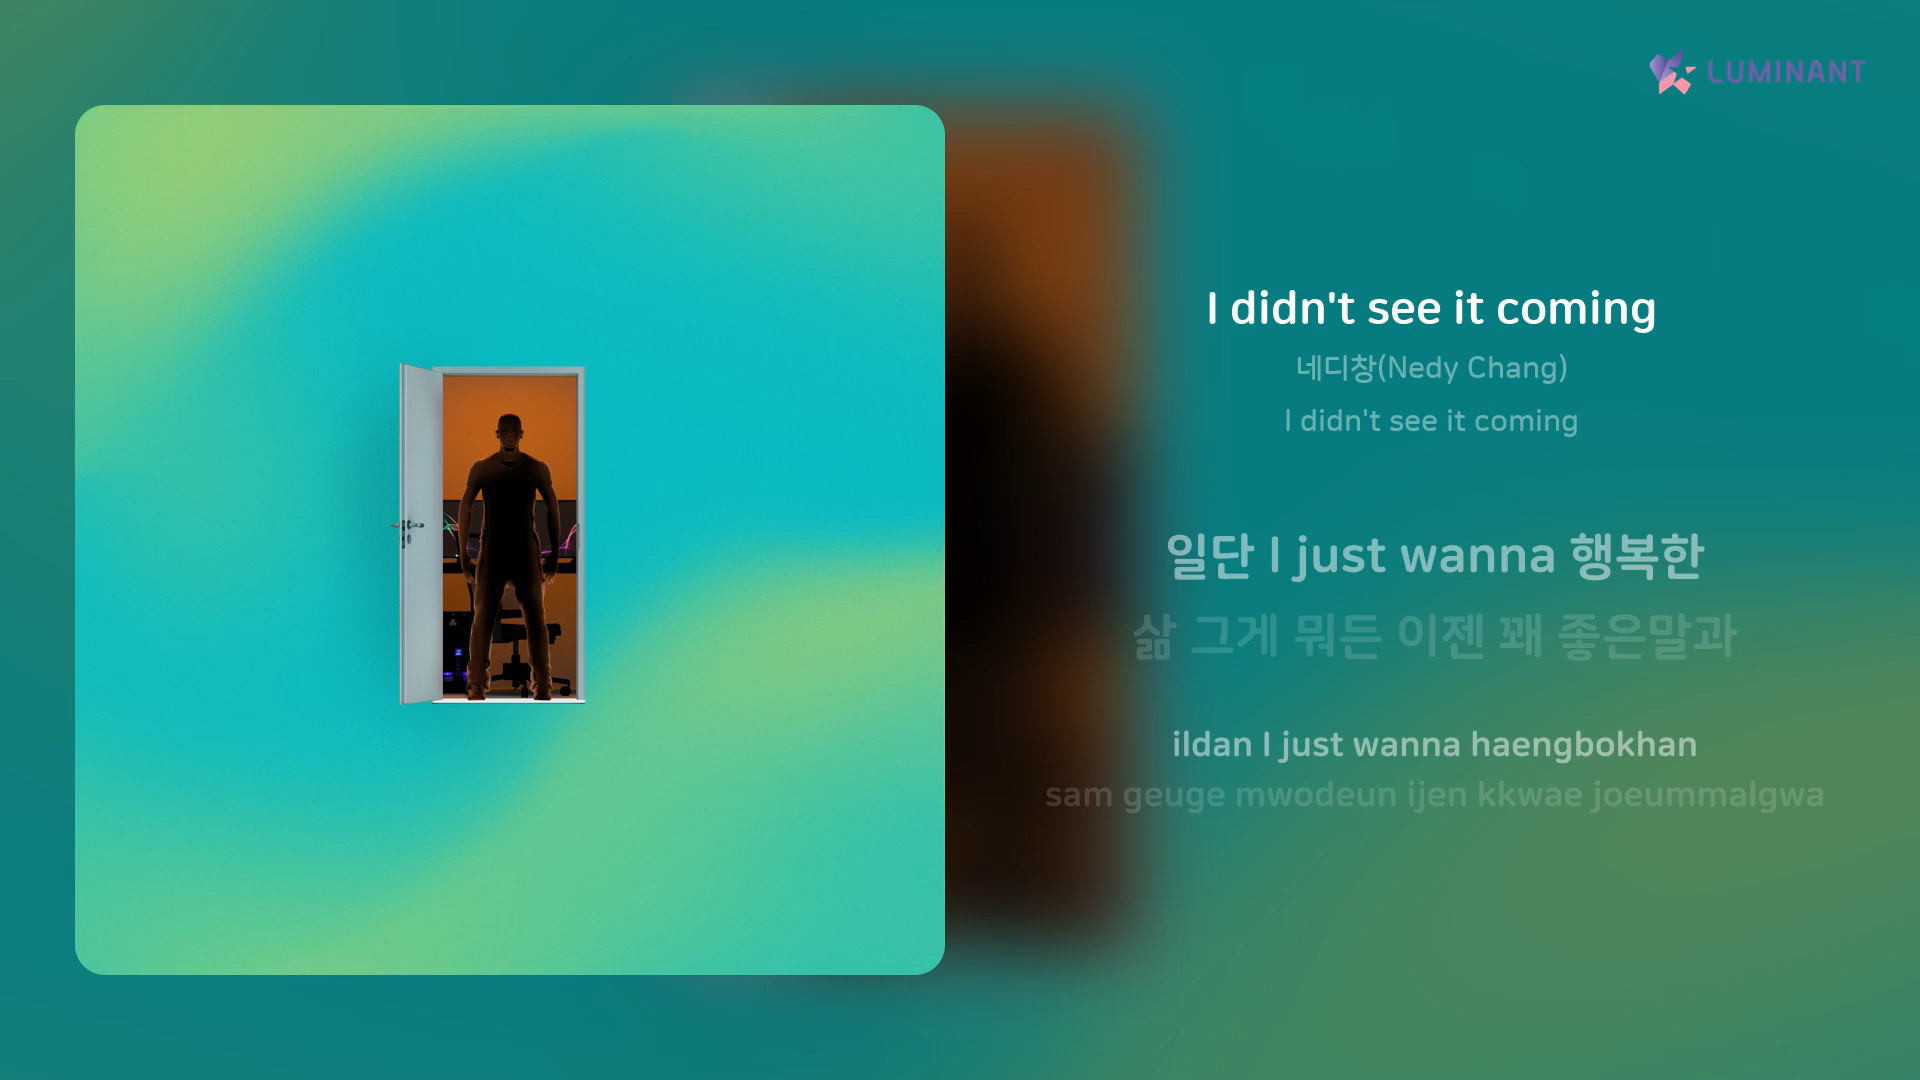 LUMINANT
I didn't see it coming
네디창(Nedy Chang)
I didn't see it coming
일단 I just wanna 행복한
삶 그게 뭐든 이젠 꽤 좋은말과
ildan I just wanna haengbokhan
sam geuge mwodeun ijen kkwae joeummalgwa